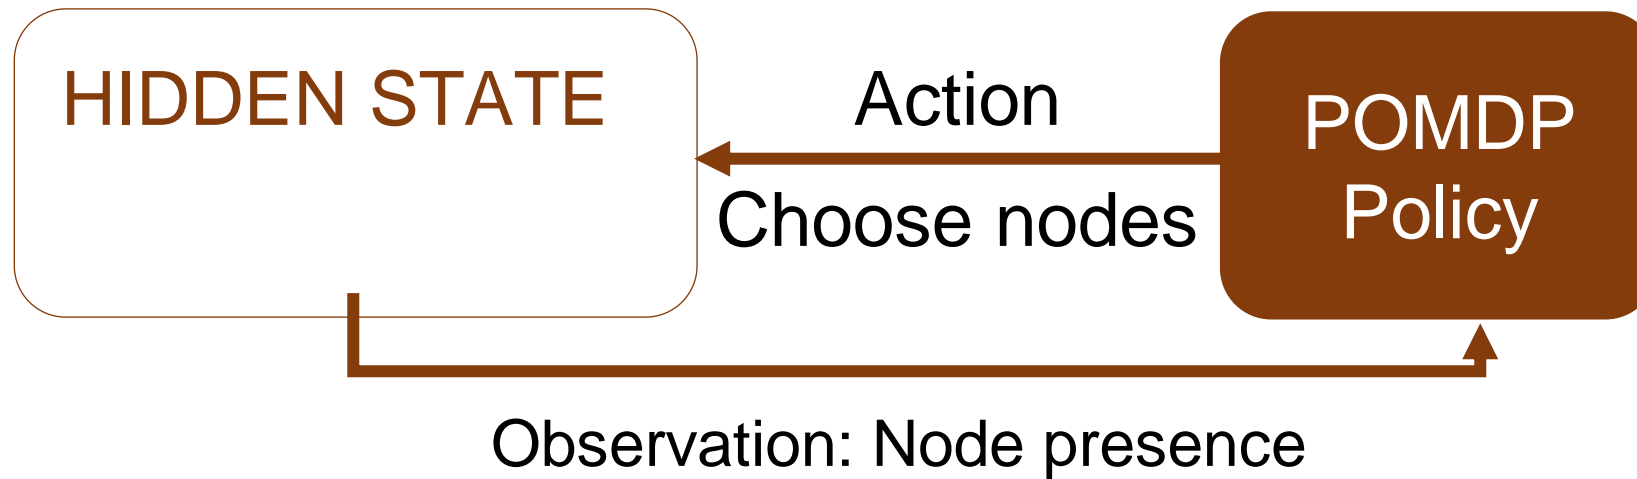 HIDDEN STATE
Action
Choose nodes
POMDP
Policy
Observation: Node presence